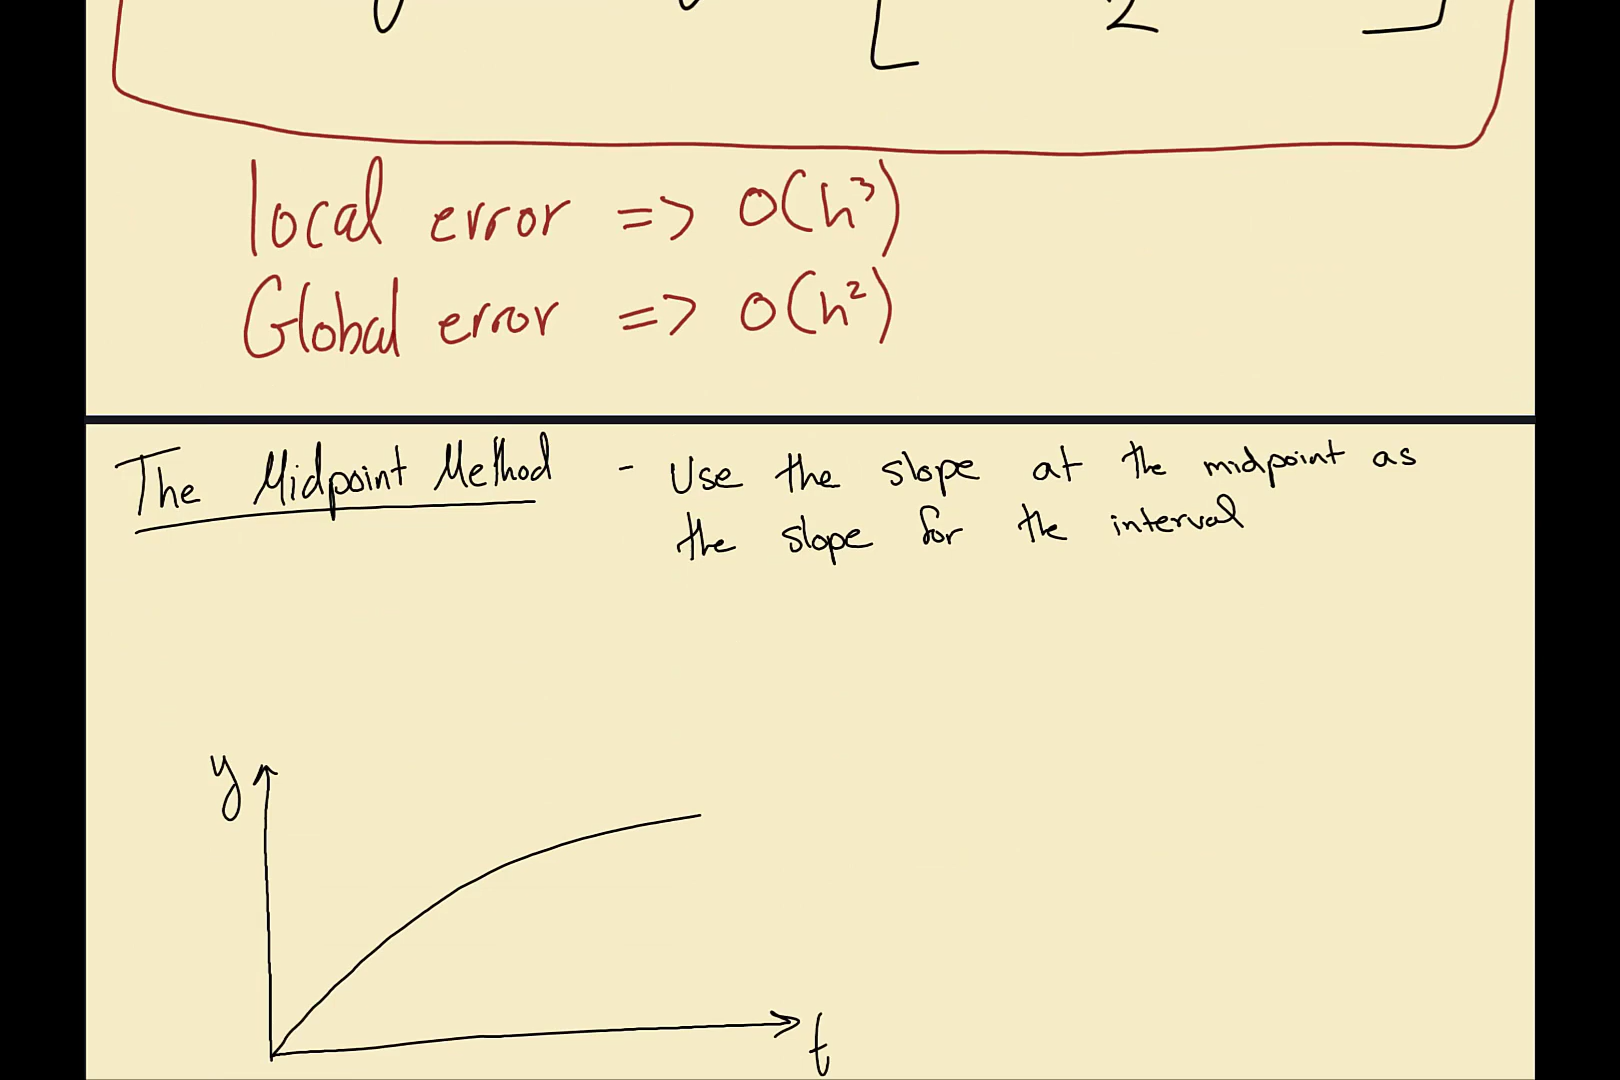 2
local error => O(h³)
Global error => O(h²)
The Midpoint Method - Use the slope at the midpoint as
the slope for the interval
y
t